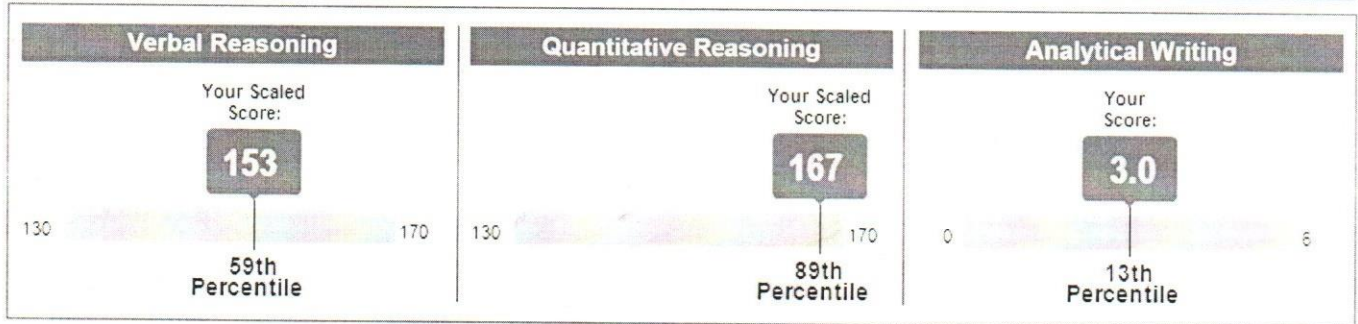 Verbal Reasoning
Your Scaled
Score:
153
130
170
59th
Percentile
Quantitative Reasoning
Your Scaled
Score:
167
130
170
89th
Percentile
Analytical Writing
Your
Score:
3.0
0
6
13th
Percentile